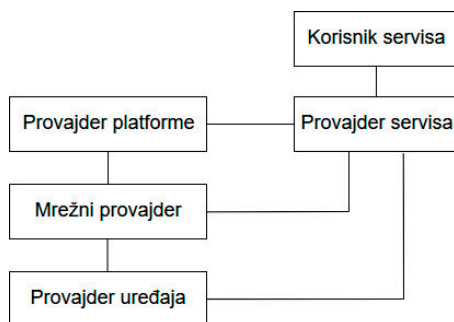 Korisnik servisa
Provajder platforme
Provajder servisa
Mrežni provajder
Provajder uređaja